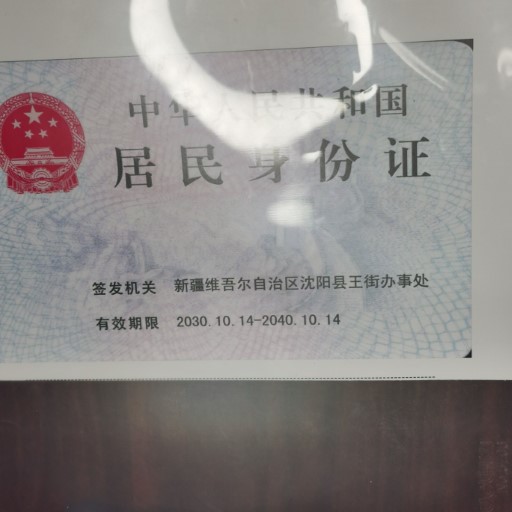 中华人民共和国
居民身份证
签发机关 新疆维吾尔自治区沈阳县王街办事处
有效期限 2030.10.14-2040.10.14